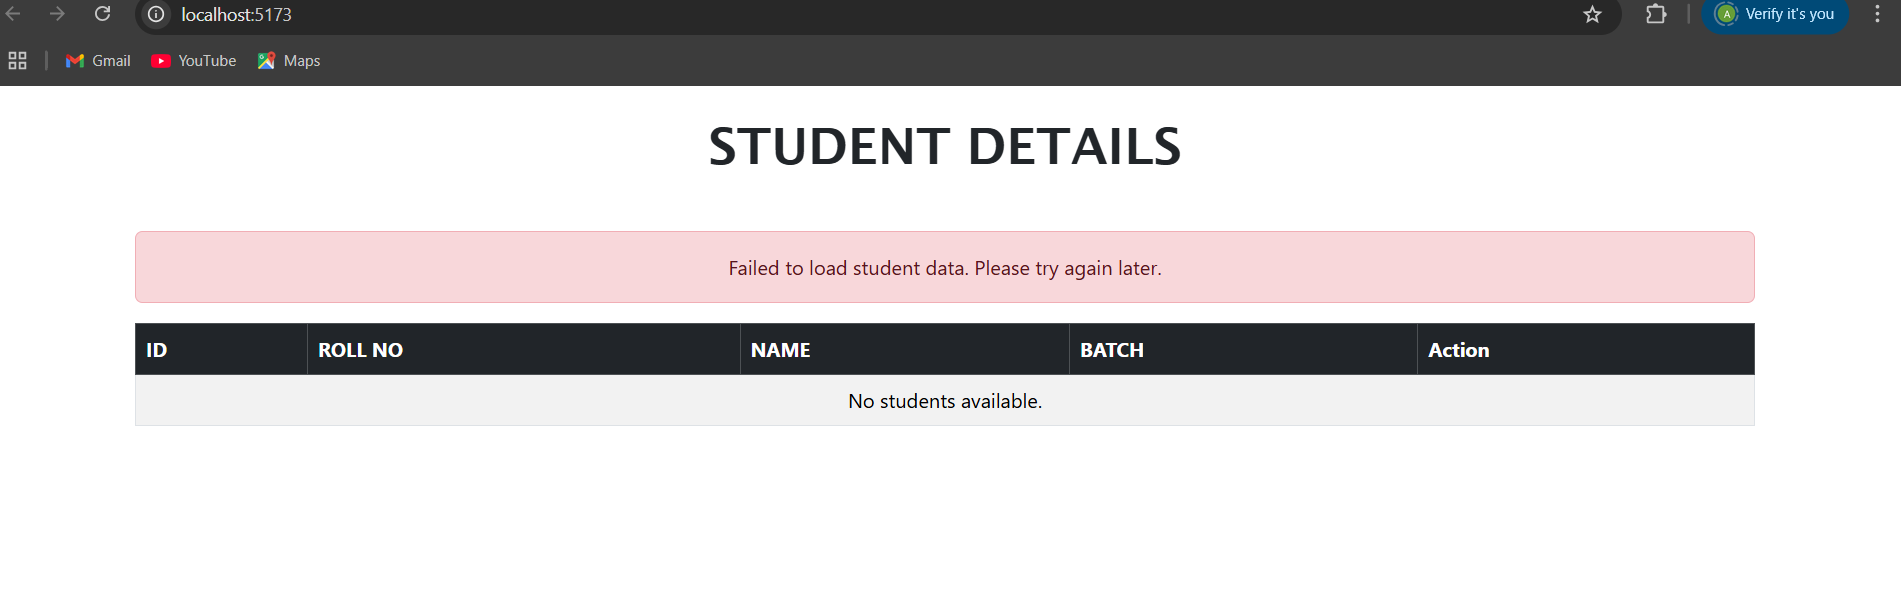 localhost:5173
A
Verify it's you
Gmail
YouTube
Maps
STUDENT DETAILS
Failed to load student data. Please try again later.
ID ROLL NO NAME BATCH Action
No students available.